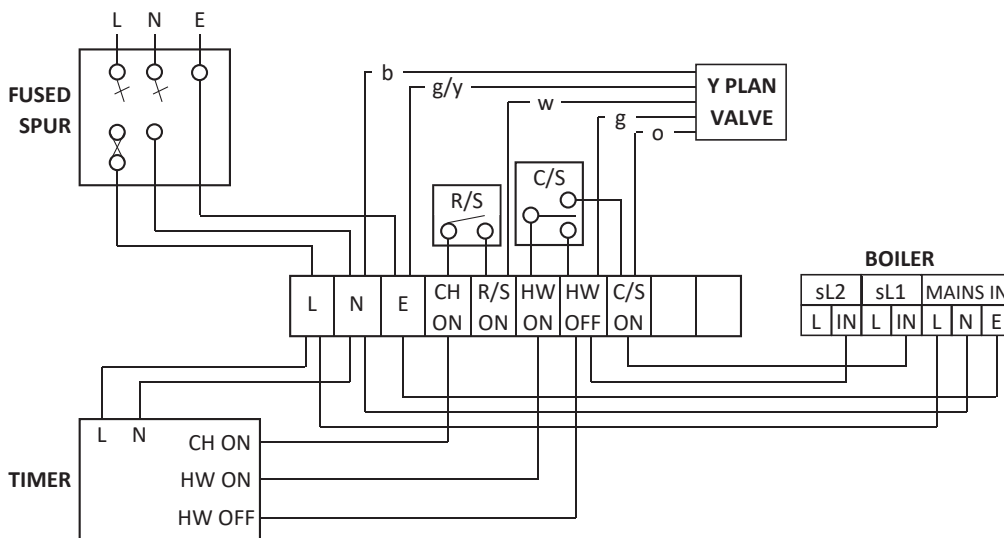 L N E
FUSED
SPUR
b
g/y
w
g
o
Y PLAN
VALVE
R/S
C/S
L
N
E
CH
ON
R/S
ON
HW
ON
HW
OFF
C/S
ON
BOILER
sL2 sL1 MAINS IN
L IN L IN L N E
TIMER
L N
CH ON
HW ON
HW OFF